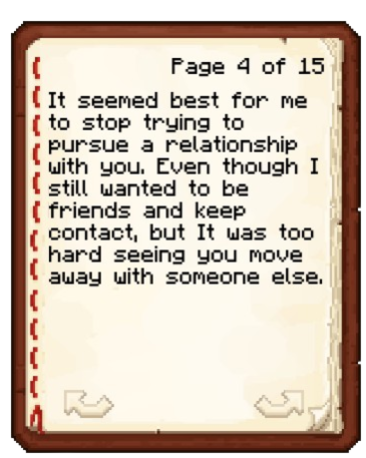 Page 4 of 15
It seemed best for me
to stop trying to
pursue a relationship
with you. Even though I
still wanted to be
friends and keep
contact, but It was too
hard seeing you move
away with someone else.